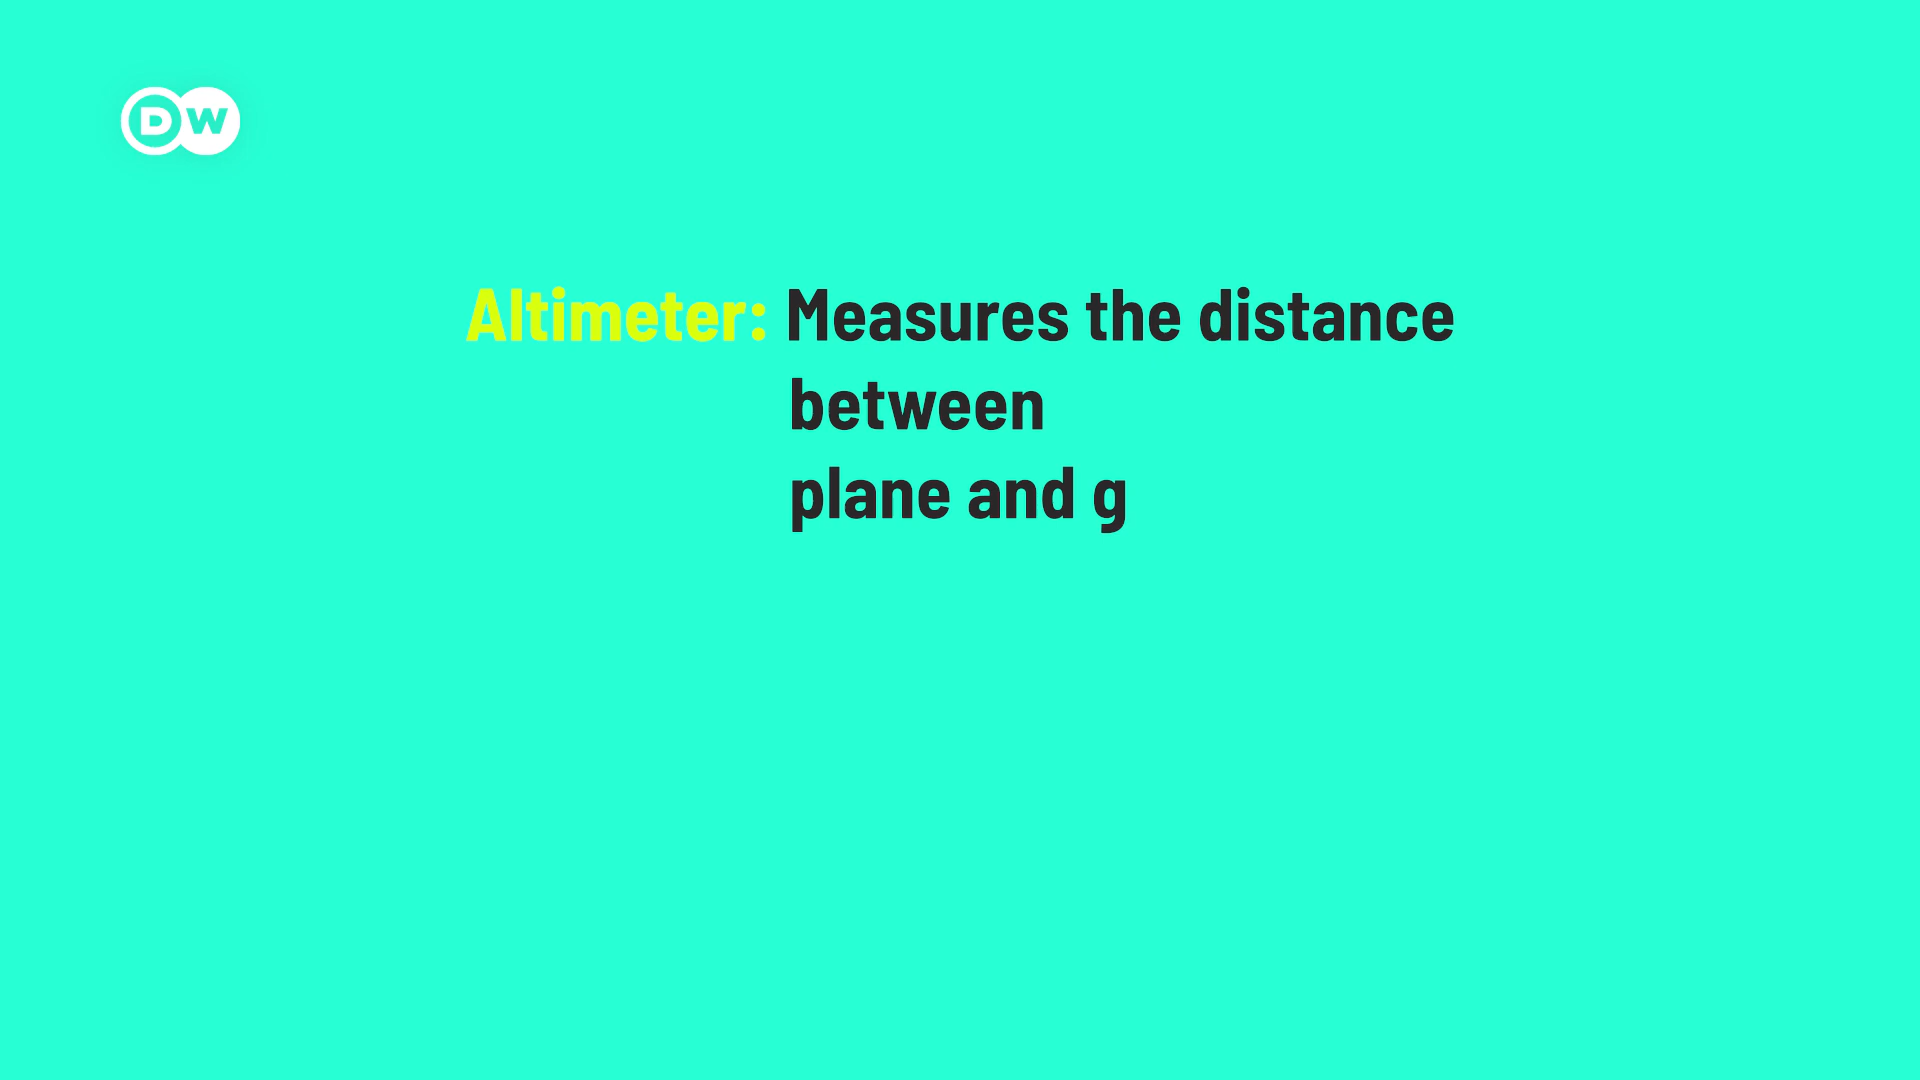 DW
Altimeter: Measures the distance
between
plane and g